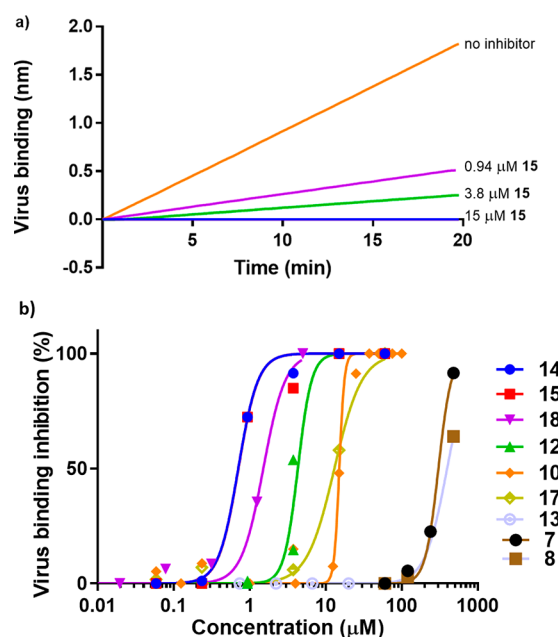 a)
Virus binding (nm)
2.0
1.5
1.0
0.5
0.0
-0.5
5
10
15
20
Time (min)
no inhibitor
0.94 μM 15
3.8 μM 15
15 μM 15
b)
Virus binding inhibition (%)
100
50
0
0.01
0.1
1
10
100
1000
Concentration (μM)
14
15
18
12
10
17
13
7
8